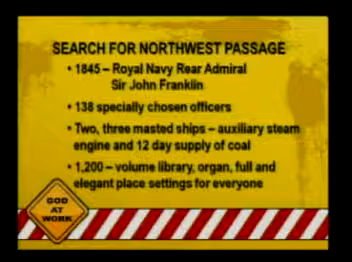 SEARCH FOR NORTHWEST PASSAGE
• 1845 – Royal Navy Rear Admiral
Sir John Franklin
• 138 specially chosen officers
• Two, three masted ships – auxiliary steam
engine and 12 day supply of coal
• 1,200 – volume library, organ, full and
elegant place settings for everyone
GOD
AT
WORK